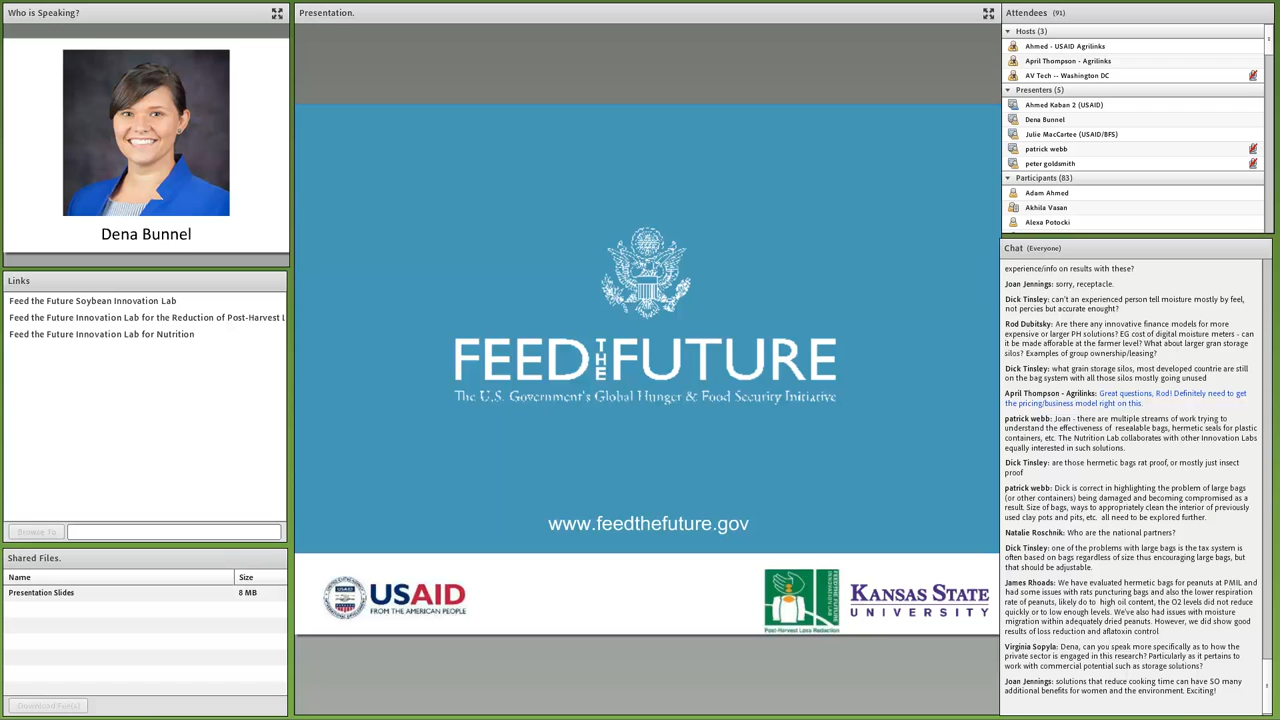 Who is Speaking?
Dena Bunnel
Links
Feed the Future Soybean Innovation Lab
Feed the Future Innovation Lab for the Reduction of Post-Harvest L
Feed the Future Innovation Lab for Nutrition
Browse To
Shared Files.
Name Size
Presentation Slides 8 MB
Download File(s)
Presentation.
FEED THE FUTURE
The U.S. Government's Global Hunger & Food Security Initiative
www.feedthefuture.gov
USAID
FROM THE AMERICAN PEOPLE
Post-Harvest Loss Reduction
KANSAS STATE
UNIVERSITY
Attendees (91)
Hosts (3)
Ahmed - USAID Agrilinks
April Thompson - Agrilinks
AV Tech -- Washington DC
Presenters (5)
Ahmed Kaban 2 (USAID)
Dena Bunnel
Julie MacCartee (USAID/BFS)
patrick webb
peter goldsmith
Participants (83)
Adam Ahmed
Akhila Vasan
Alexa Potocki
Chat (Everyone)
experience/info on results with these?
Joan Jennings: sorry, receptacle.
Dick Tinsley: can't an experienced person tell moisture mostly by feel,
not percies but accurate enought?
Rod Dubitsky: Are there any innovative finance models for more
expensive or larger PH solutions? EG cost of digital moisture meters - can
it be made afforable at the farmer level? What about larger gran storage
silos? Examples of group ownership/leasing?
Dick Tinsley: what grain storage silos, most developed countrie are still
on the bag system with all those silos mostly going unused
April Thompson - Agrilinks: Great questions, Rod! Definitely need to get
the pricing/business model right on this.
patrick webb: Joan - there are multiple streams of work trying to
understand the effectiveness of resealable bags, hermetic seals for plastic
containers, etc. The Nutrition Lab collaborates with other Innovation Labs
equally interested in such solutions.
Dick Tinsley: are those hermetic bags rat proof, or mostly just insect
proof
patrick webb: Dick is correct in highlighting the problem of large bags
(or other containers) being damaged and becoming compromised as a
result. Size of bags, ways to appropriately clean the interior of previously
used clay pots and pits, etc. all need to be explored further.
Natalie Roschnik: Who are the national partners?
Dick Tinsley: one of the problems with large bags is the tax system is
often based on bags regardless of size thus encouraging large bags, but
that should be adjustable.
James Rhoads: We have evaluated hermetic bags for peanuts at PMIL and
had some issues with rats puncturing bags and also the lower respiration
rate of peanuts, likely do to high oil content, the O2 levels did not reduce
quickly or to low enough levels. We've also had issues with moisture
migration within adequately dried peanuts. However, we did show good
results of loss reduction and aflatoxin control
Virginia Sopyla: Dena, can you speak more specifically as to how the
private sector is engaged in this research? Particularly as it pertains to
work with commercial potential such as storage solutions?
Joan Jennings: solutions that reduce cooking time can have SO many
additional benefits for women and the environment. Exciting!